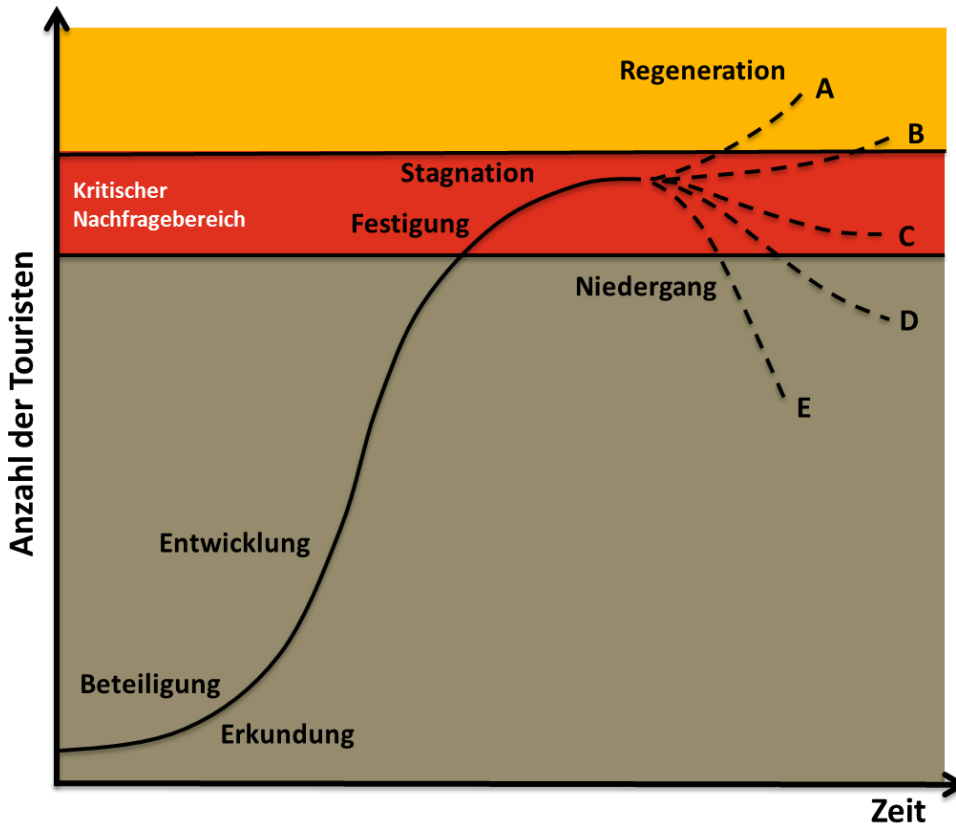 Regeneration
A
B
Stagnation
Kritischer
Nachfragebereich
Festigung
C
Niedergang
D
E
Anzahl der Touristen
Entwicklung
Beteiligung
Erkundung
Zeit